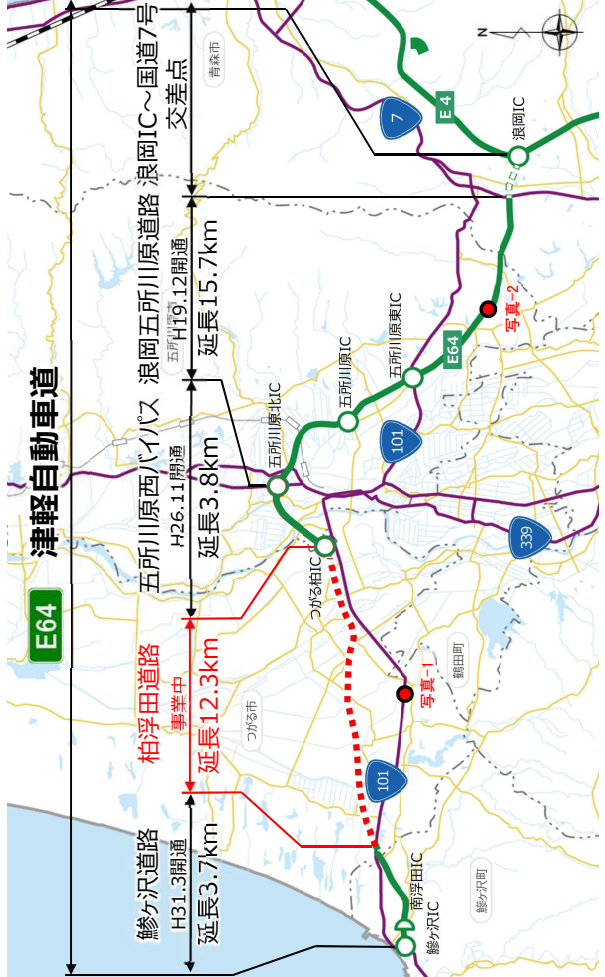 E64 津軽自動車道
鰺ヶ沢道路
H31.3開通
延長3.7km
柏浮田道路
事業中
延長12.3km
五所川原西バイパス
H26.11開通
延長3.8km
浪岡五所川原道路
H19.12開通
延長15.7km
浪岡IC～国道7号
交差点
青森市
つがる市
鶴田町
鰺ヶ沢町
鰺ヶ沢IC
南浮田IC
つがる柏IC
五所川原北IC
五所川原IC
五所川原東IC
浪岡IC
写真-1
写真-2
101
101
339
7
E4
E64
N